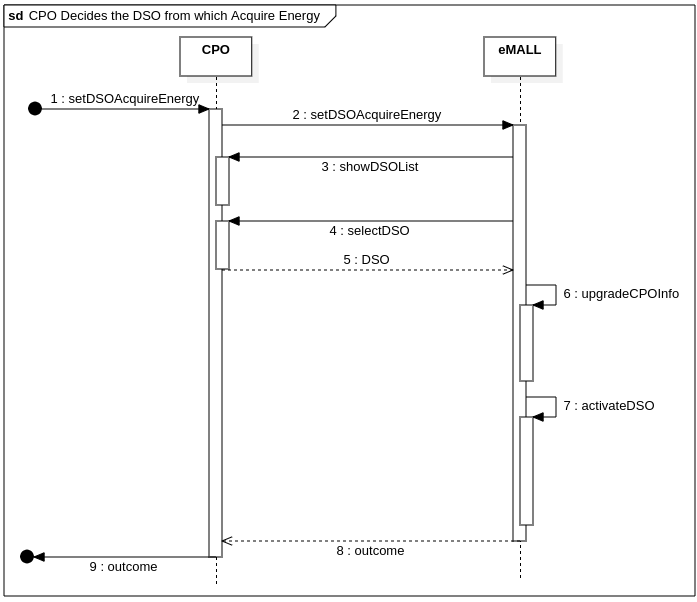 sd CPO Decides the DSO from which Acquire Energy
CPO
eMALL
1 : setDSOAcquireEnergy
2 : setDSOAcquireEnergy
3 : showDSOList
4 : selectDSO
5 : DSO
6 : upgradeCPOInfo
7 : activateDSO
8 : outcome
9 : outcome